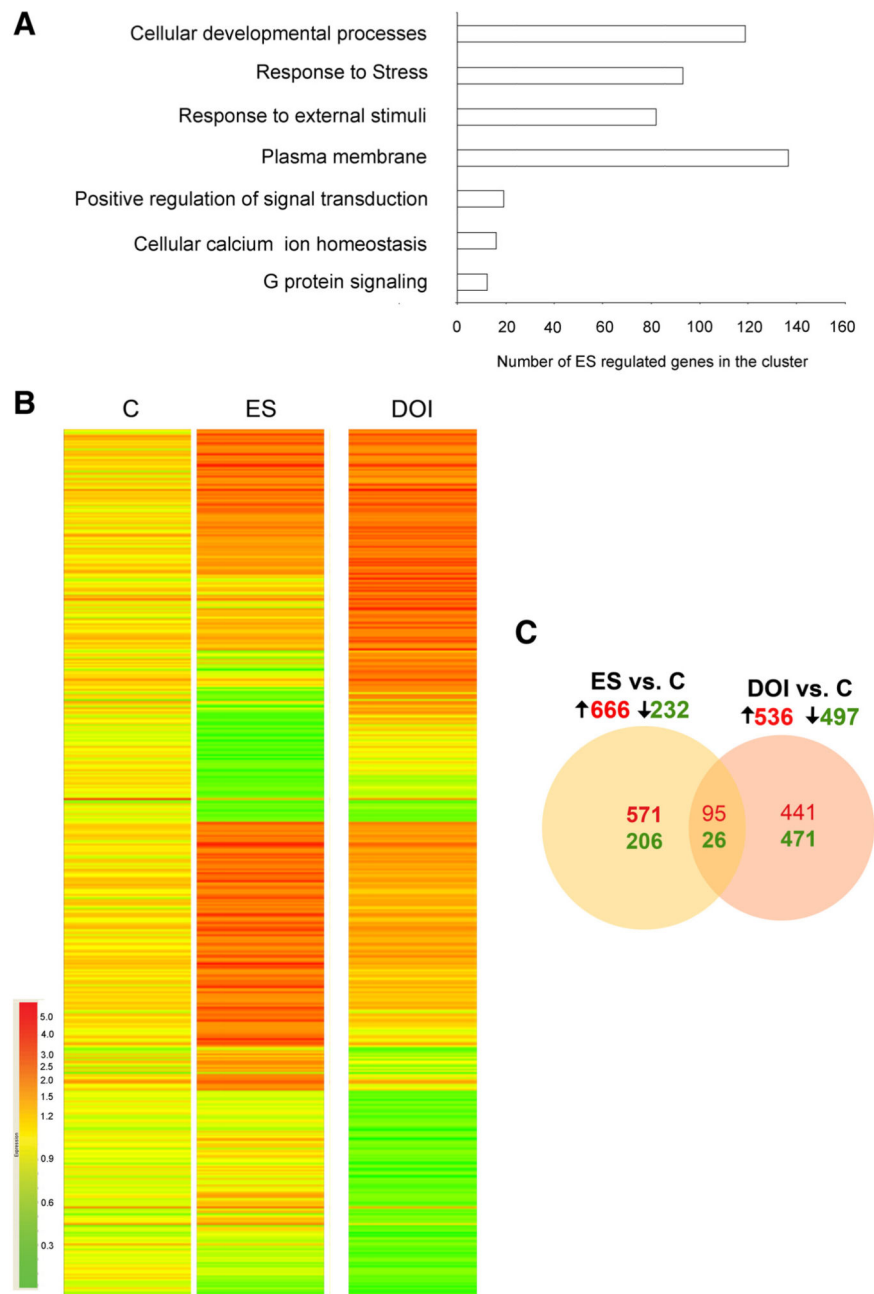 A
Cellular developmental processes
Response to Stress
Response to external stimuli
Plasma membrane
Positive regulation of signal transduction
Cellular calcium ion homeostasis
G protein signaling
0 20 40 60 80 100 120 140 160
Number of ES regulated genes in the cluster
B
C ES DOI
5.0
4.0
3.0
2.5
2.0
1.5
1.2
0.9
0.6
0.3
Expression
C
ES vs. C
↑666 ↓232
DOI vs. C
↑536 ↓497
571 95 441
206 26 471